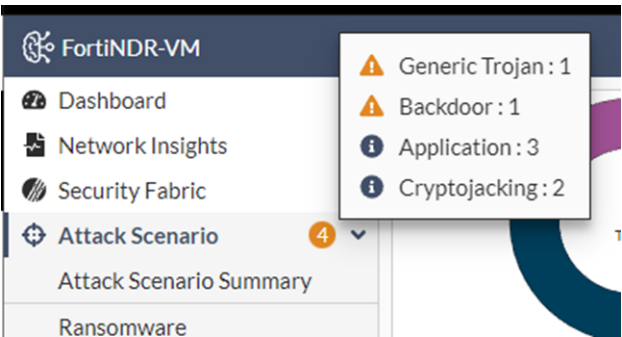 FortiNDR-VM
Generic Trojan : 1
Backdoor : 1
Application : 3
Cryptojacking : 2
Dashboard
Network Insights
Security Fabric
Attack Scenario 4
Attack Scenario Summary
Ransomware
T